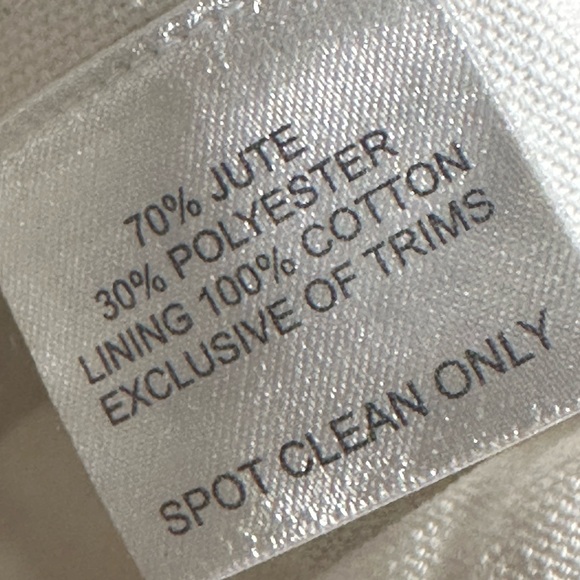 70% JUTE
30% POLYESTER
LINING 100% COTTON
EXCLUSIVE OF TRIMS
SPOT CLEAN ONLY